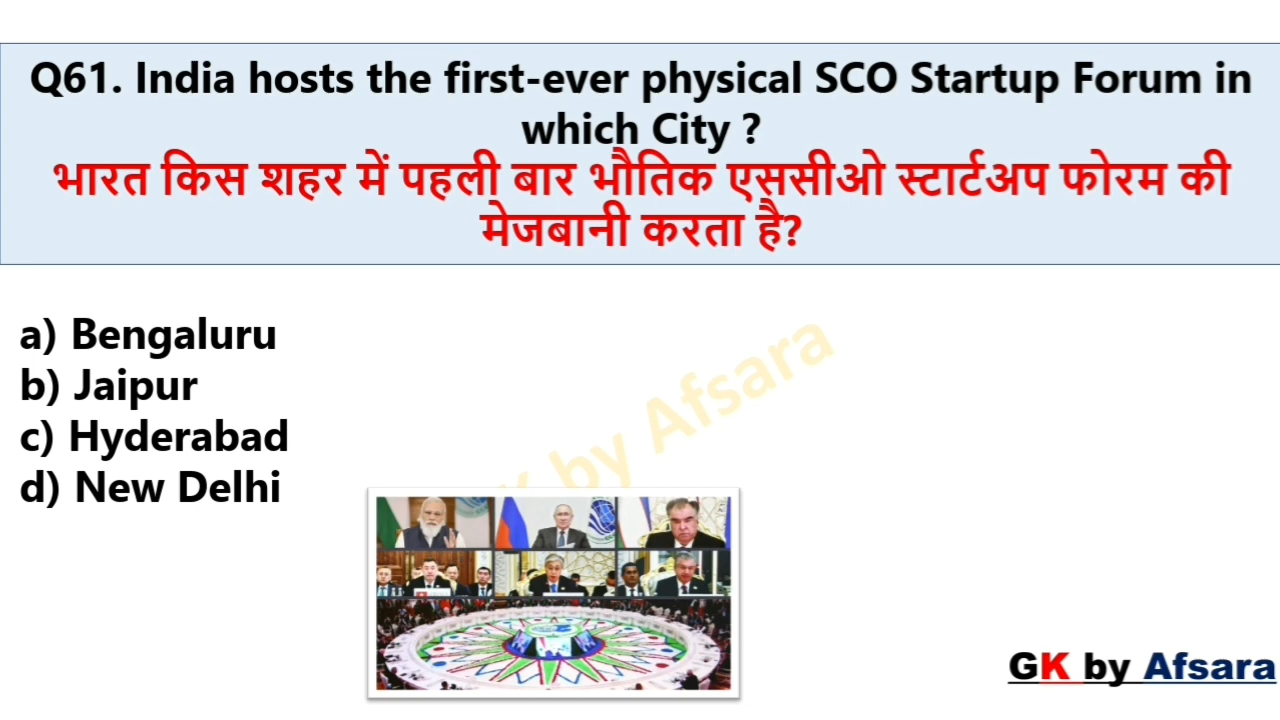 Q61. India hosts the first-ever physical SCO Startup Forum in
which City ?
भारत किस शहर में पहली बार भौतिक एससीओ स्टार्टअप फोरम की
मेजबानी करता है?
a) Bengaluru
b) Jaipur
c) Hyderabad
d) New Delhi
GK by Afsara
GK by Afsara